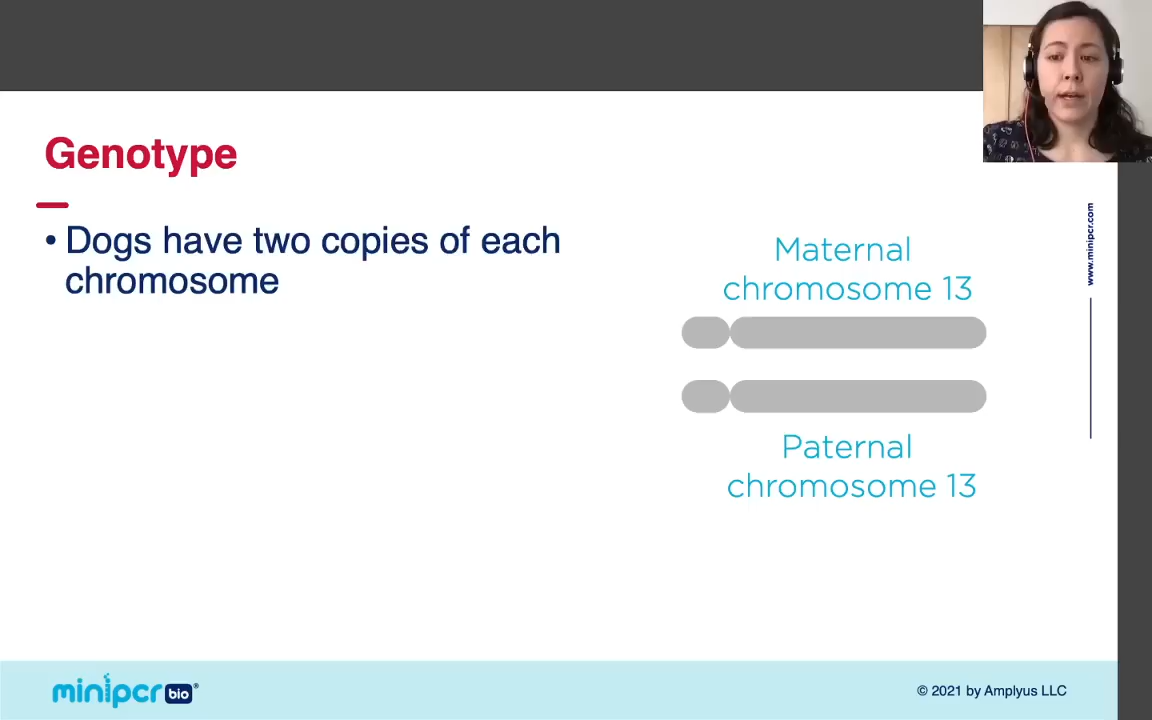 Genotype
• Dogs have two copies of each
chromosome
Maternal
chromosome 13
Paternal
chromosome 13
www.minipcr.com
minipcr bio®
© 2021 by Amplyus LLC